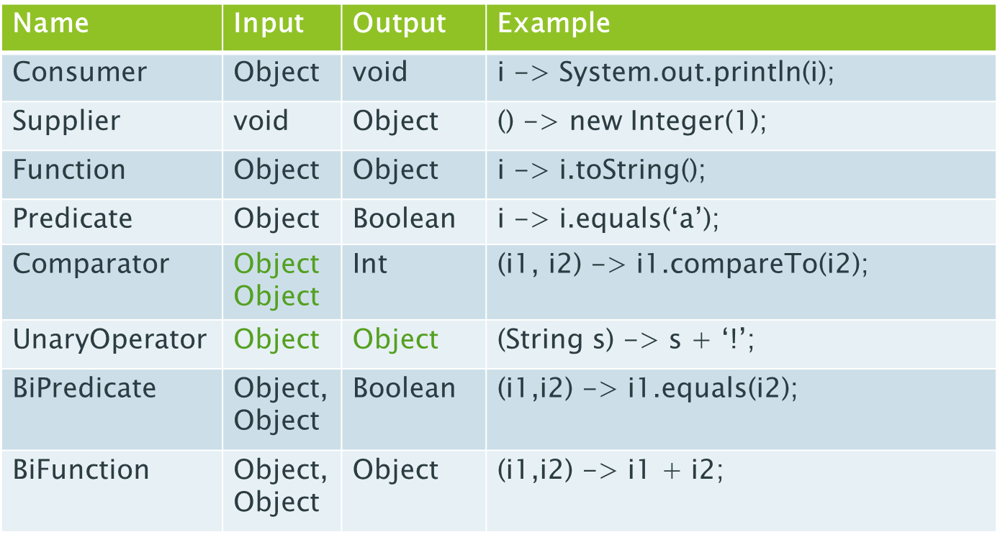 Name Input Output Example
Consumer Object void i –> System.out.println(i);
Supplier void Object () –> new Integer(1);
Function Object Object i –> i.toString();
Predicate Object Boolean i –> i.equals(‘a’);
Comparator Object Int (i1, i2) –> i1.compareTo(i2);
Object
UnaryOperator Object Object (String s) –> s + ‘!’;
BiPredicate Object, Boolean (i1,i2) –> i1.equals(i2);
Object
BiFunction Object, Object (i1,i2) –> i1 + i2;
Object